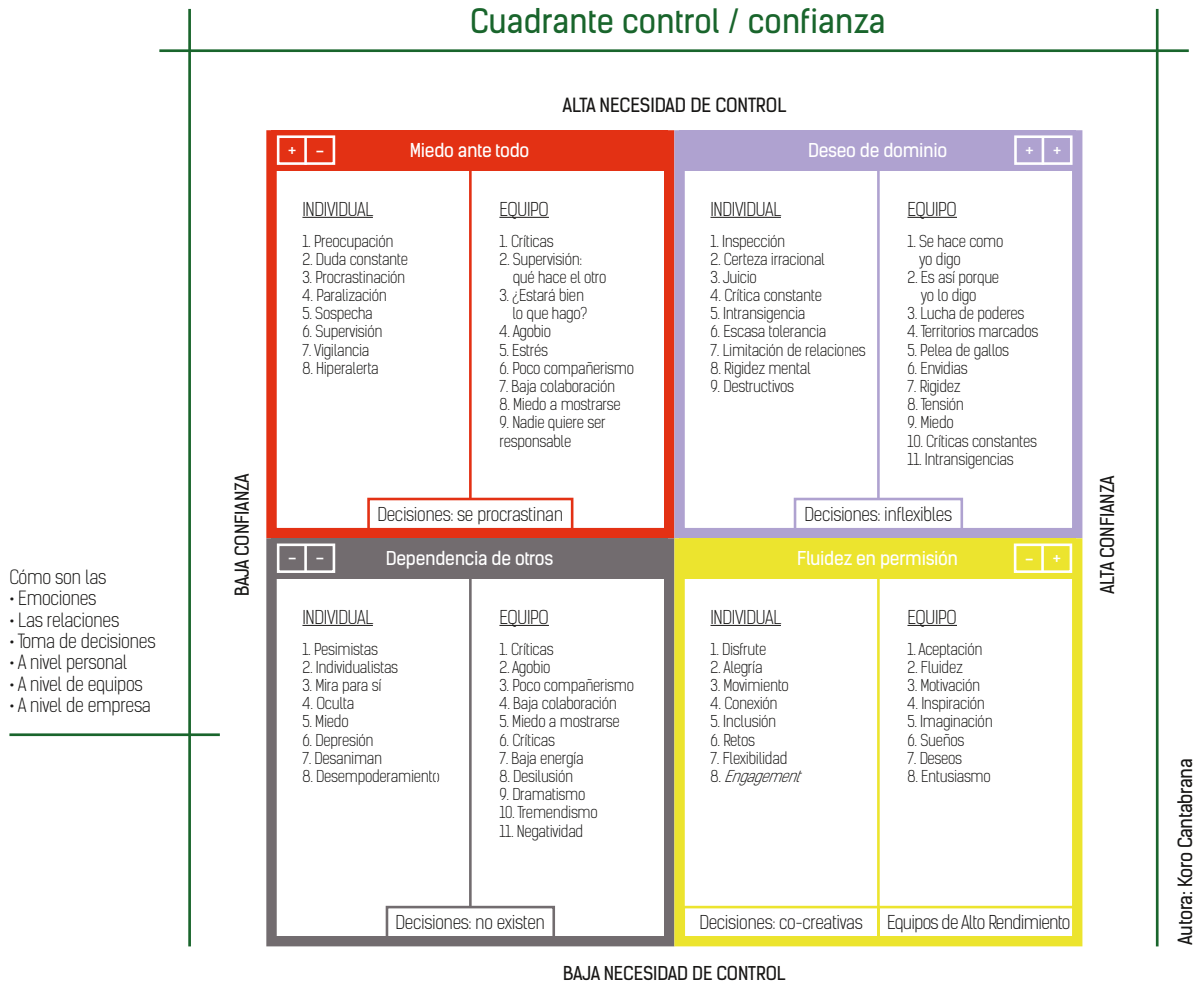 Cuadrante control / confianza
ALTA NECESIDAD DE CONTROL
+ -
Miedo ante todo
INDIVIDUAL
1. Preocupación
2. Duda constante
3. Procrastinación
4. Paralización
5. Sospecha
6. Supervisión
7. Vigilancia
8. Hiperalerta
EQUIPO
1. Críticas
2. Supervisión:
qué hace el otro
3. ¿Estará bien
lo que hago?
4. Agobio
5. Estrés
6. Poco compañerismo
7. Baja colaboración
8. Miedo a mostrarse
9. Nadie quiere ser
responsable
Decisiones: se procrastinan
Deseo de dominio
+ +
INDIVIDUAL
1. Inspección
2. Certeza irracional
3. Juicio
4. Crítica constante
5. Intransigencia
6. Escasa tolerancia
7. Limitación de relaciones
8. Rigidez mental
9. Destructivos
EQUIPO
1. Se hace como
yo digo
2. Es así porque
yo lo digo
3. Lucha de poderes
4. Territorios marcados
5. Pelea de gallos
6. Envidias
7. Rigidez
8. Tensión
9. Miedo
10. Críticas constantes
11. Intransigencias
Decisiones: inflexibles
BAJA CONFIANZA
ALTA CONFIANZA
Cómo son las
• Emociones
• Las relaciones
• Toma de decisiones
• A nivel personal
• A nivel de equipos
• A nivel de empresa
- -
Dependencia de otros
INDIVIDUAL
1. Pesimistas
2. Individualistas
3. Mira para sí
4. Oculta
5. Miedo
6. Depresión
7. Desaniman
8. Desempoderamiento
EQUIPO
1. Críticas
2. Agobio
3. Poco compañerismo
4. Baja colaboración
5. Miedo a mostrarse
6. Críticas
7. Baja energía
8. Desilusión
9. Dramatismo
10. Tremendismo
11. Negatividad
Decisiones: no existen
Fluidez en permisión
- +
INDIVIDUAL
1. Disfrute
2. Alegría
3. Movimiento
4. Conexión
5. Inclusión
6. Retos
7. Flexibilidad
8. Engagement
EQUIPO
1. Aceptación
2. Fluidez
3. Motivación
4. Inspiración
5. Imaginación
6. Sueños
7. Deseos
8. Entusiasmo
Decisiones: co-creativas
Equipos de Alto Rendimiento
BAJA NECESIDAD DE CONTROL
Autora: Koro Cantabrana